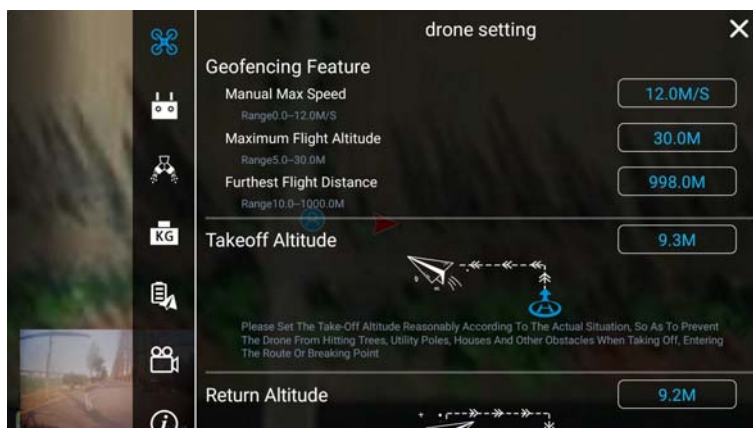 drone setting
Geofencing Feature
Manual Max Speed
12.0M/S
Range0.0–12.0M/S
Maximum Flight Altitude
30.0M
Range5.0–30.0M
Furthest Flight Distance
998.0M
Range10.0–1000.0M
KG
Takeoff Altitude
9.3M
Please Set The Take-Off Altitude Reasonably According To The Actual Situation, So As To Prevent
The Drone From Hitting Trees, Utility Poles, Houses And Other Obstacles When Taking Off, Entering
The Route Or Breaking Point
Return Altitude
9.2M